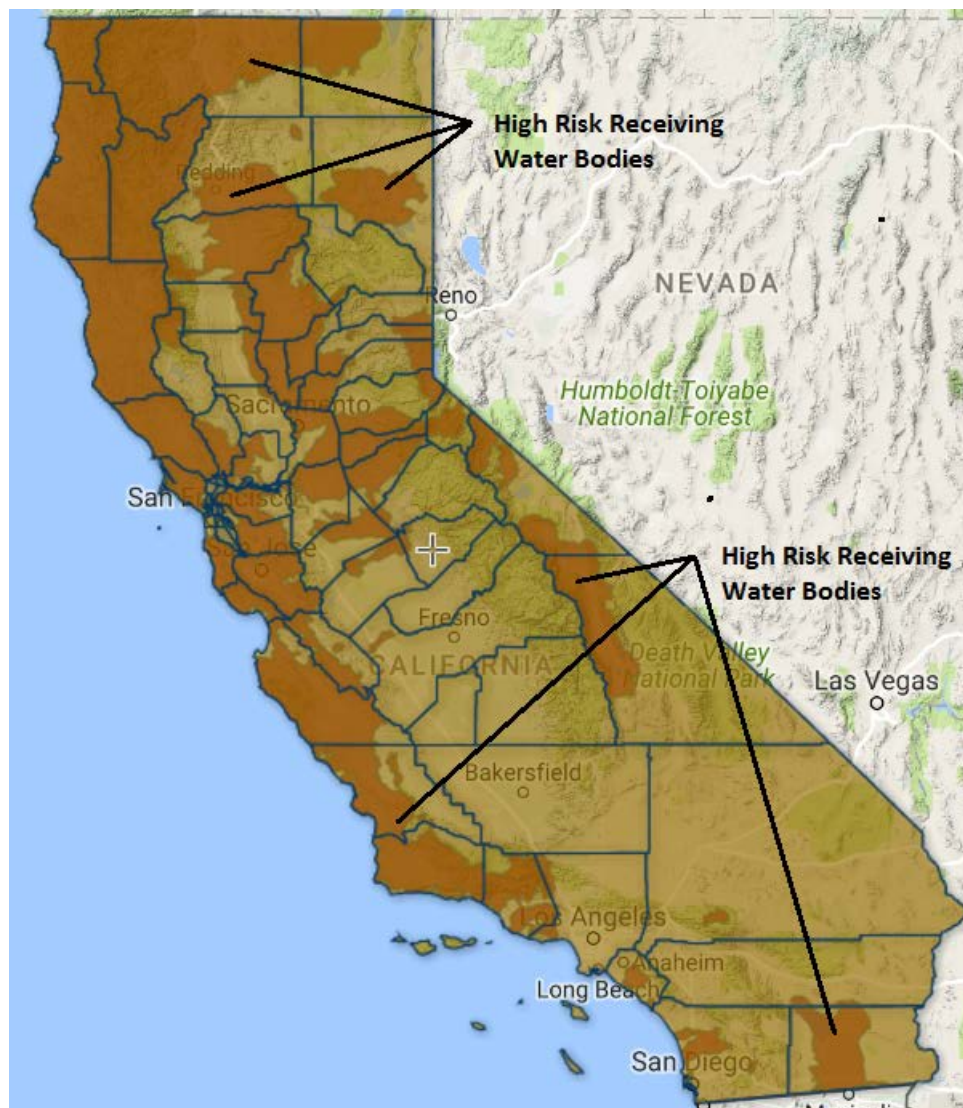 High Risk Receiving
Water Bodies
Redding
Reno
NEVADA
Humboldt-Toiyabe
National Forest
Sacramento
San Francisco
San Jose
High Risk Receiving
Water Bodies
Fresno
CALIFORNIA
Death Valley
National Park
Las Vegas
Bakersfield
Los Angeles
Anaheim
Long Beach
San Diego